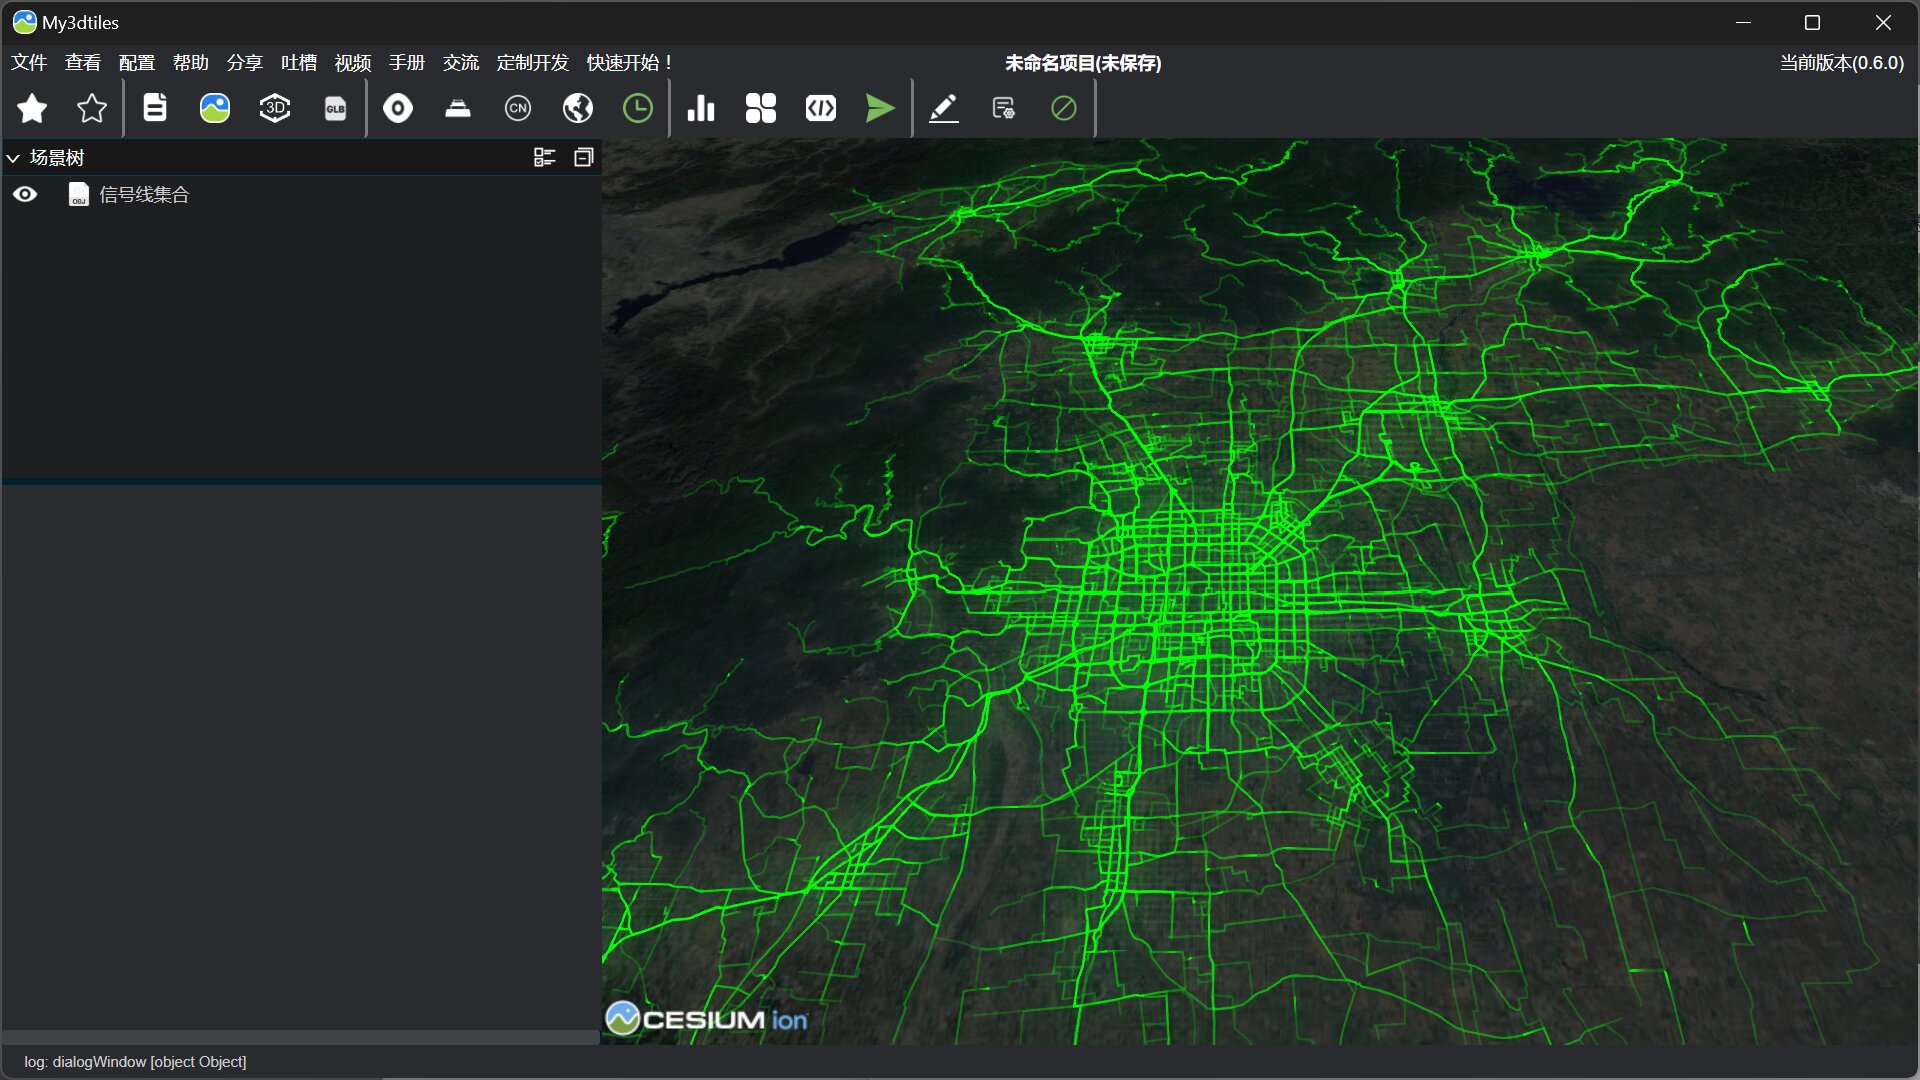 My3dtiles
文件 查看 配置 帮助 分享 吐槽 视频 手册 交流 定制开发 快速开始！ 未命名项目(未保存) 当前版本(0.6.0)
3D GLB CN
场景树
OBJ 信号线集合
CESIUM ion
log: dialogWindow [object Object]